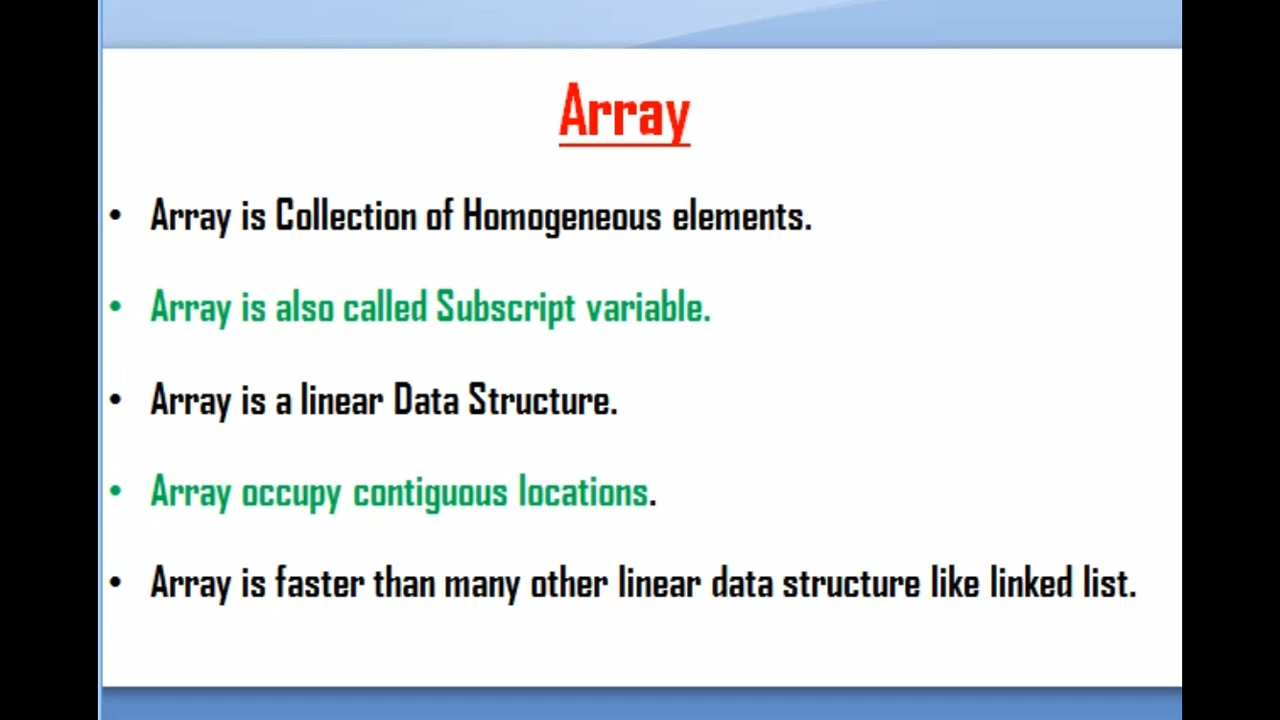 Array
• Array is Collection of Homogeneous elements.
• Array is also called Subscript variable.
• Array is a linear Data Structure.
• Array occupy contiguous locations.
• Array is faster than many other linear data structure like linked list.